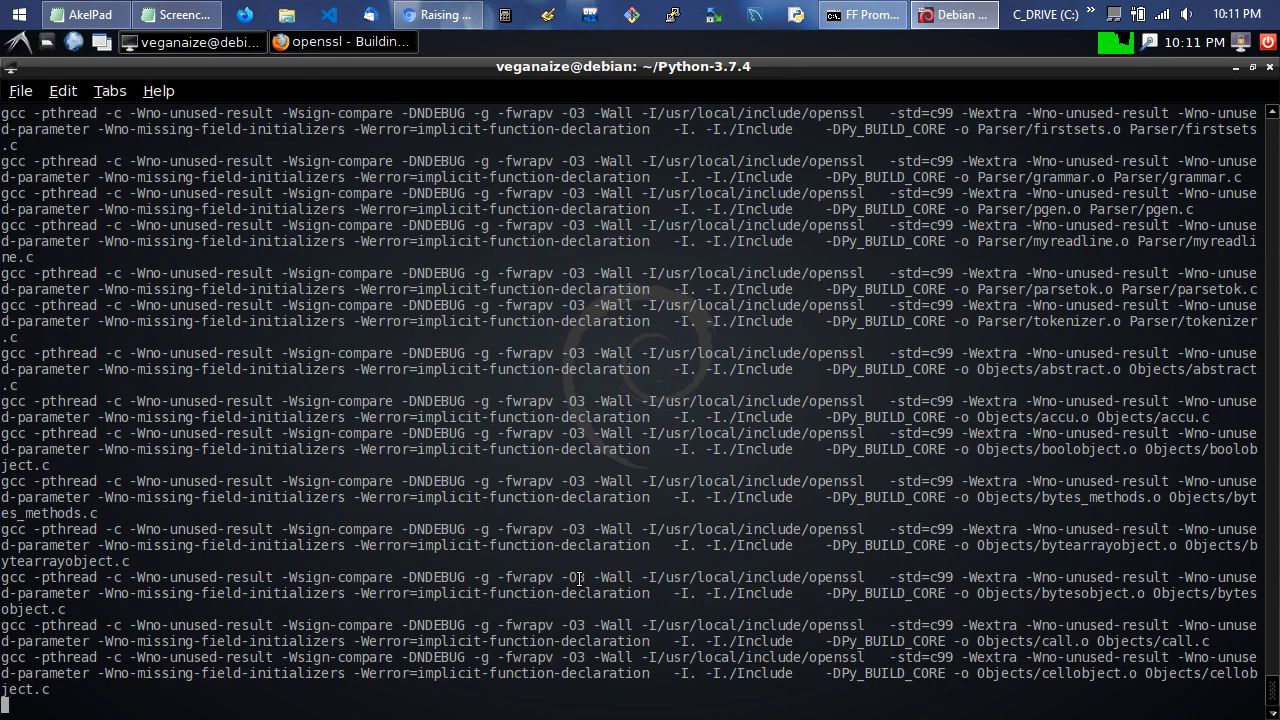 AkelPad
Screenc...
Raising ...
FF Prom...
Debian ...
C_DRIVE (C:)
10:11 PM
veganaize@debi...
openssl - Buildin...
10:11 PM
veganaize@debian: ~/Python-3.7.4
File Edit Tabs Help
gcc -pthread -c -Wno-unused-result -Wsign-compare -DNDEBUG -g -fwrapv -O3 -Wall -I/usr/local/include/openssl   -std=c99 -Wextra -Wno-unused-result -Wno-unuse
d-parameter -Wno-missing-field-initializers -Werror=implicit-function-declaration   -I. -I./Include    -DPy_BUILD_CORE -o Parser/firstsets.o Parser/firstsets
.c
gcc -pthread -c -Wno-unused-result -Wsign-compare -DNDEBUG -g -fwrapv -O3 -Wall -I/usr/local/include/openssl   -std=c99 -Wextra -Wno-unused-result -Wno-unuse
d-parameter -Wno-missing-field-initializers -Werror=implicit-function-declaration   -I. -I./Include    -DPy_BUILD_CORE -o Parser/grammar.o Parser/grammar.c
gcc -pthread -c -Wno-unused-result -Wsign-compare -DNDEBUG -g -fwrapv -O3 -Wall -I/usr/local/include/openssl   -std=c99 -Wextra -Wno-unused-result -Wno-unuse
d-parameter -Wno-missing-field-initializers -Werror=implicit-function-declaration   -I. -I./Include    -DPy_BUILD_CORE -o Parser/pgen.o Parser/pgen.c
gcc -pthread -c -Wno-unused-result -Wsign-compare -DNDEBUG -g -fwrapv -O3 -Wall -I/usr/local/include/openssl   -std=c99 -Wextra -Wno-unused-result -Wno-unuse
d-parameter -Wno-missing-field-initializers -Werror=implicit-function-declaration   -I. -I./Include    -DPy_BUILD_CORE -o Parser/myreadline.o Parser/myreadli
ne.c
gcc -pthread -c -Wno-unused-result -Wsign-compare -DNDEBUG -g -fwrapv -O3 -Wall -I/usr/local/include/openssl   -std=c99 -Wextra -Wno-unused-result -Wno-unuse
d-parameter -Wno-missing-field-initializers -Werror=implicit-function-declaration   -I. -I./Include    -DPy_BUILD_CORE -o Parser/parsetok.o Parser/parsetok.c
gcc -pthread -c -Wno-unused-result -Wsign-compare -DNDEBUG -g -fwrapv -O3 -Wall -I/usr/local/include/openssl   -std=c99 -Wextra -Wno-unused-result -Wno-unuse
d-parameter -Wno-missing-field-initializers -Werror=implicit-function-declaration   -I. -I./Include    -DPy_BUILD_CORE -o Parser/tokenizer.o Parser/tokenizer
.c
gcc -pthread -c -Wno-unused-result -Wsign-compare -DNDEBUG -g -fwrapv -O3 -Wall -I/usr/local/include/openssl   -std=c99 -Wextra -Wno-unused-result -Wno-unuse
d-parameter -Wno-missing-field-initializers -Werror=implicit-function-declaration   -I. -I./Include    -DPy_BUILD_CORE -o Objects/abstract.o Objects/abstract
.c
gcc -pthread -c -Wno-unused-result -Wsign-compare -DNDEBUG -g -fwrapv -O3 -Wall -I/usr/local/include/openssl   -std=c99 -Wextra -Wno-unused-result -Wno-unuse
d-parameter -Wno-missing-field-initializers -Werror=implicit-function-declaration   -I. -I./Include    -DPy_BUILD_CORE -o Objects/accu.o Objects/accu.c
gcc -pthread -c -Wno-unused-result -Wsign-compare -DNDEBUG -g -fwrapv -O3 -Wall -I/usr/local/include/openssl   -std=c99 -Wextra -Wno-unused-result -Wno-unuse
d-parameter -Wno-missing-field-initializers -Werror=implicit-function-declaration   -I. -I./Include    -DPy_BUILD_CORE -o Objects/boolobject.o Objects/boolob
ject.c
gcc -pthread -c -Wno-unused-result -Wsign-compare -DNDEBUG -g -fwrapv -O3 -Wall -I/usr/local/include/openssl   -std=c99 -Wextra -Wno-unused-result -Wno-unuse
d-parameter -Wno-missing-field-initializers -Werror=implicit-function-declaration   -I. -I./Include    -DPy_BUILD_CORE -o Objects/bytes_methods.o Objects/byt
es_methods.c
gcc -pthread -c -Wno-unused-result -Wsign-compare -DNDEBUG -g -fwrapv -O3 -Wall -I/usr/local/include/openssl   -std=c99 -Wextra -Wno-unused-result -Wno-unuse
d-parameter -Wno-missing-field-initializers -Werror=implicit-function-declaration   -I. -I./Include    -DPy_BUILD_CORE -o Objects/bytearrayobject.o Objects/b
ytearrayobject.c
gcc -pthread -c -Wno-unused-result -Wsign-compare -DNDEBUG -g -fwrapv -O3 -Wall -I/usr/local/include/openssl   -std=c99 -Wextra -Wno-unused-result -Wno-unuse
d-parameter -Wno-missing-field-initializers -Werror=implicit-function-declaration   -I. -I./Include    -DPy_BUILD_CORE -o Objects/bytesobject.o Objects/bytes
object.c
gcc -pthread -c -Wno-unused-result -Wsign-compare -DNDEBUG -g -fwrapv -O3 -Wall -I/usr/local/include/openssl   -std=c99 -Wextra -Wno-unused-result -Wno-unuse
d-parameter -Wno-missing-field-initializers -Werror=implicit-function-declaration   -I. -I./Include    -DPy_BUILD_CORE -o Objects/call.o Objects/call.c
gcc -pthread -c -Wno-unused-result -Wsign-compare -DNDEBUG -g -fwrapv -O3 -Wall -I/usr/local/include/openssl   -std=c99 -Wextra -Wno-unused-result -Wno-unuse
d-parameter -Wno-missing-field-initializers -Werror=implicit-function-declaration   -I. -I./Include    -DPy_BUILD_CORE -o Objects/cellobject.o Objects/cellob
ject.c